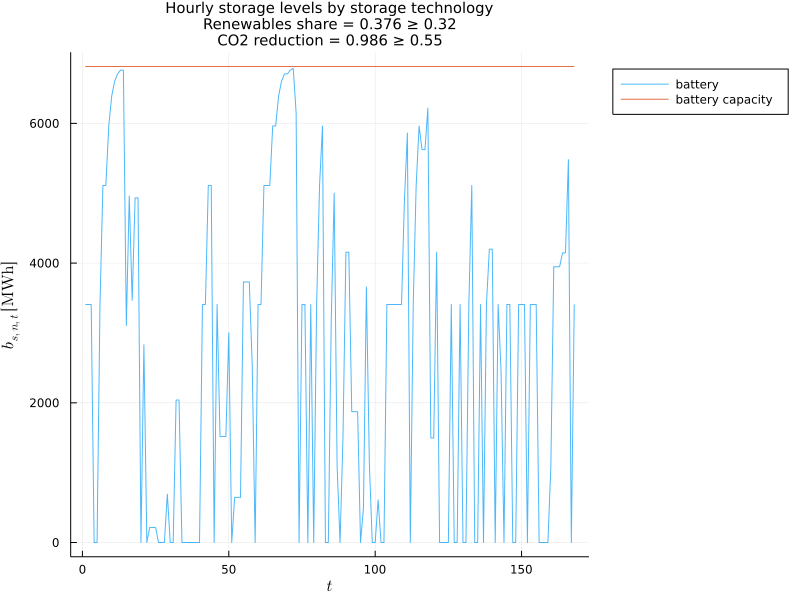 Hourly storage levels by storage technology
Renewables share = 0.376 ≥ 0.32
CO2 reduction = 0.986 ≥ 0.55
battery
battery capacity
b_{s, n, t} [MWh]
6000
4000
2000
0
0 50 100 150
t